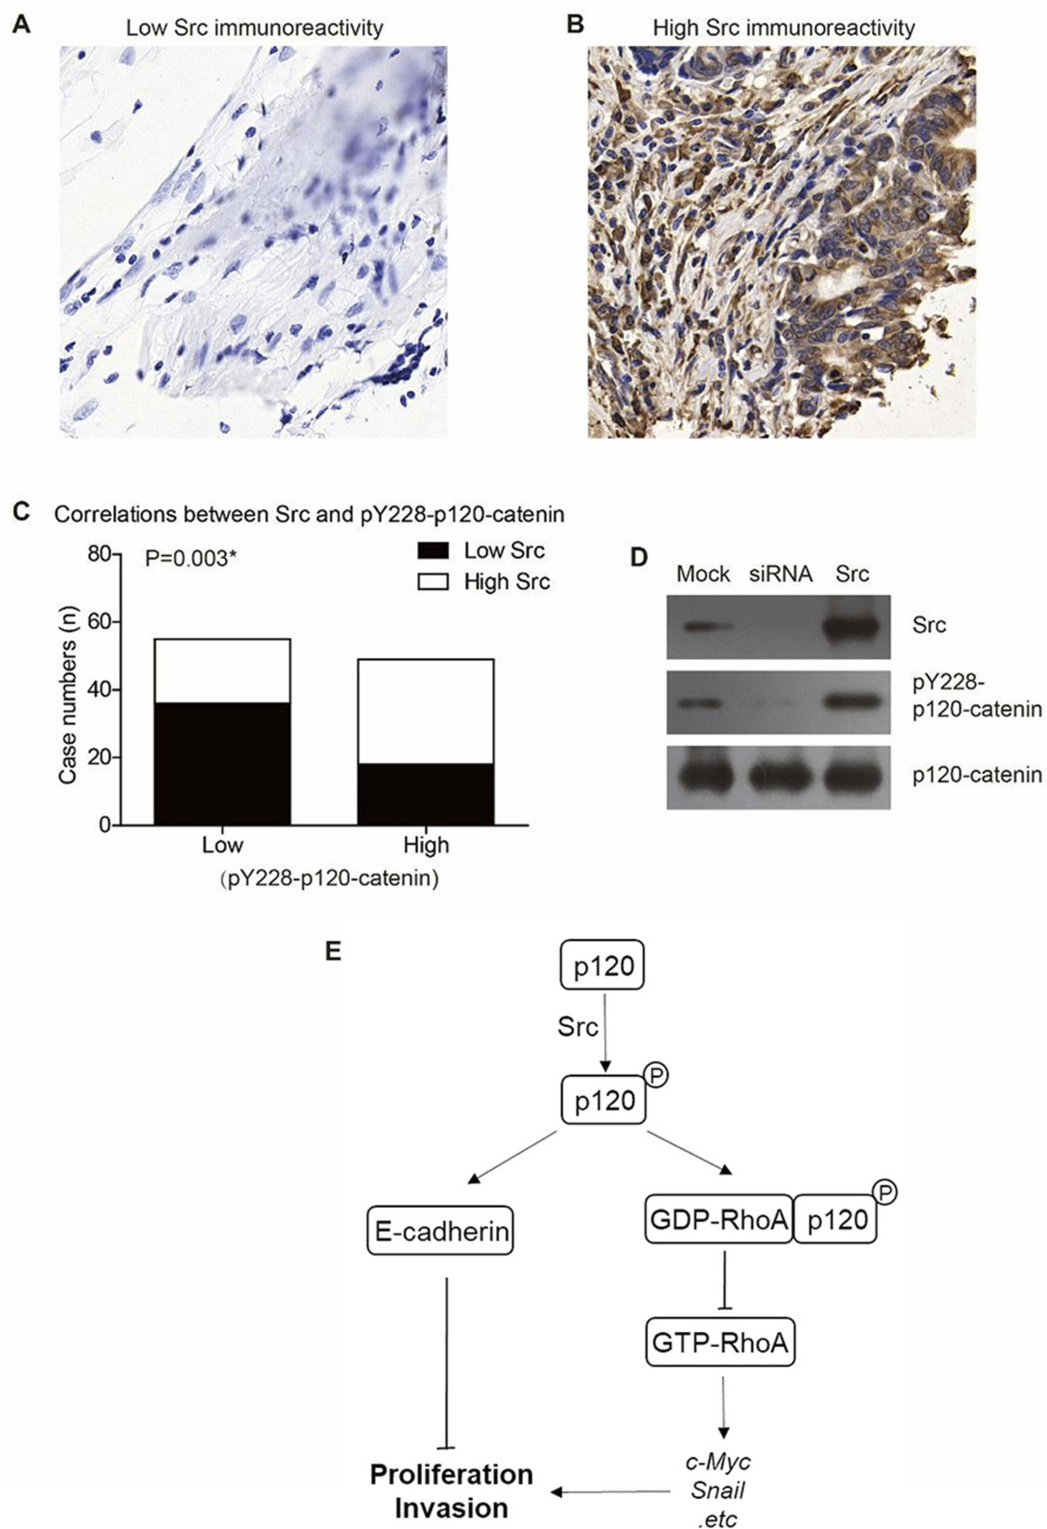 A
Low Src immunoreactivity
B
High Src immunoreactivity
C
Correlations between Src and pY228-p120-catenin
P=0.003*
Low Src
High Src
Case numbers (n)
80
60
40
20
0
Low
High
(pY228-p120-catenin)
D
Mock siRNA Src
Src
pY228-
p120-catenin
p120-catenin
E
p120
Src
p120
P
E-cadherin
GDP-RhoA
p120
P
GTP-RhoA
c-Myc
Snail
.etc
Proliferation
Invasion